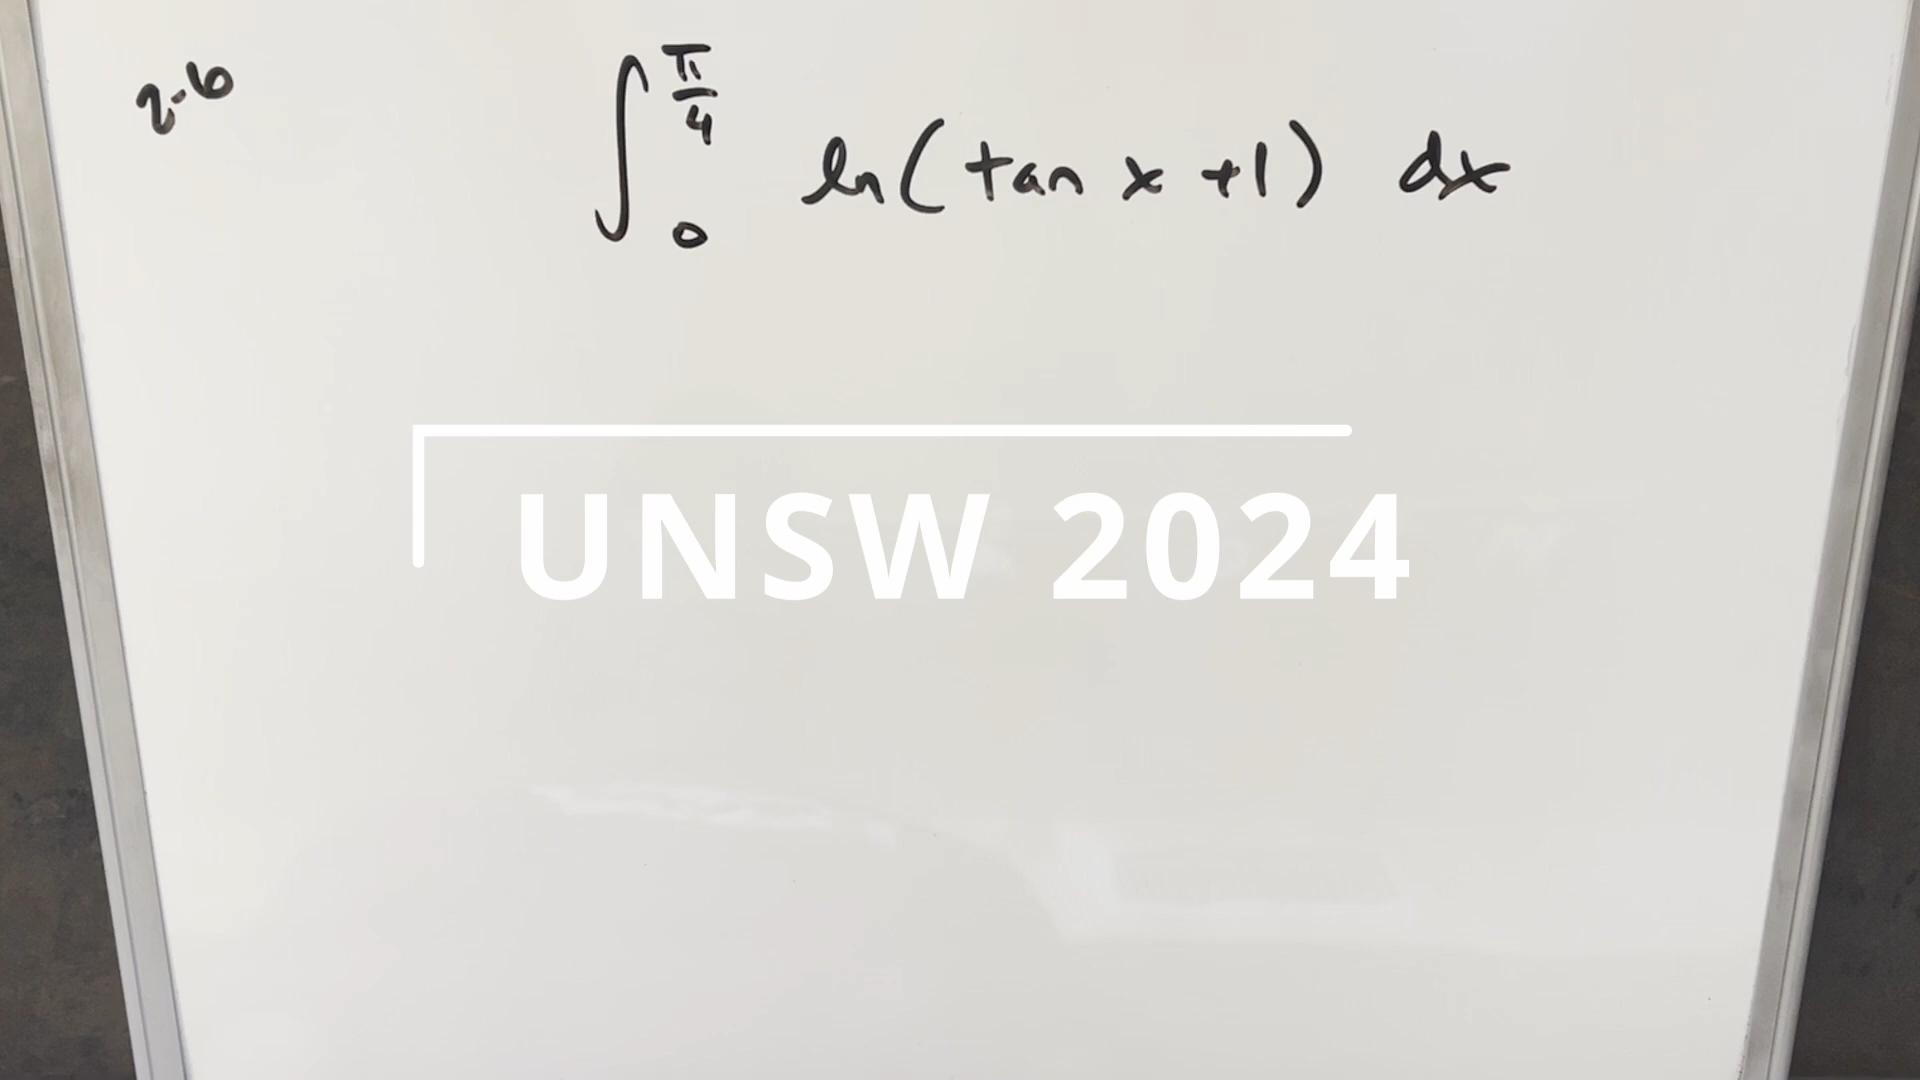 2-6
∫₀^(π/4) ln(tan x +1) dx
UNSW 2024